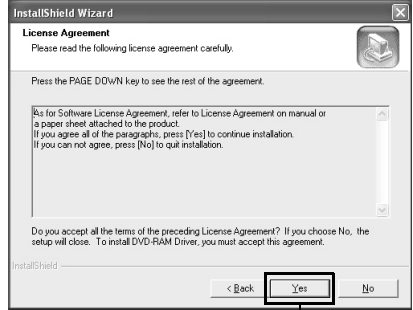 InstallShield Wizard
License Agreement
Please read the following license agreement carefully.
Press the PAGE DOWN key to see the rest of the agreement.
As for Software License Agreement, refer to License Agreement on manual or
a paper sheet attached to the product.
If you agree all of the paragraphs, press [Yes] to continue installation.
If you can not agree, press [No] to quit installation.
Do you accept all the terms of the preceding License Agreement? If you choose No, the
setup will close. To install DVD-RAM Driver, you must accept this agreement.
InstallShield
< Back Yes No